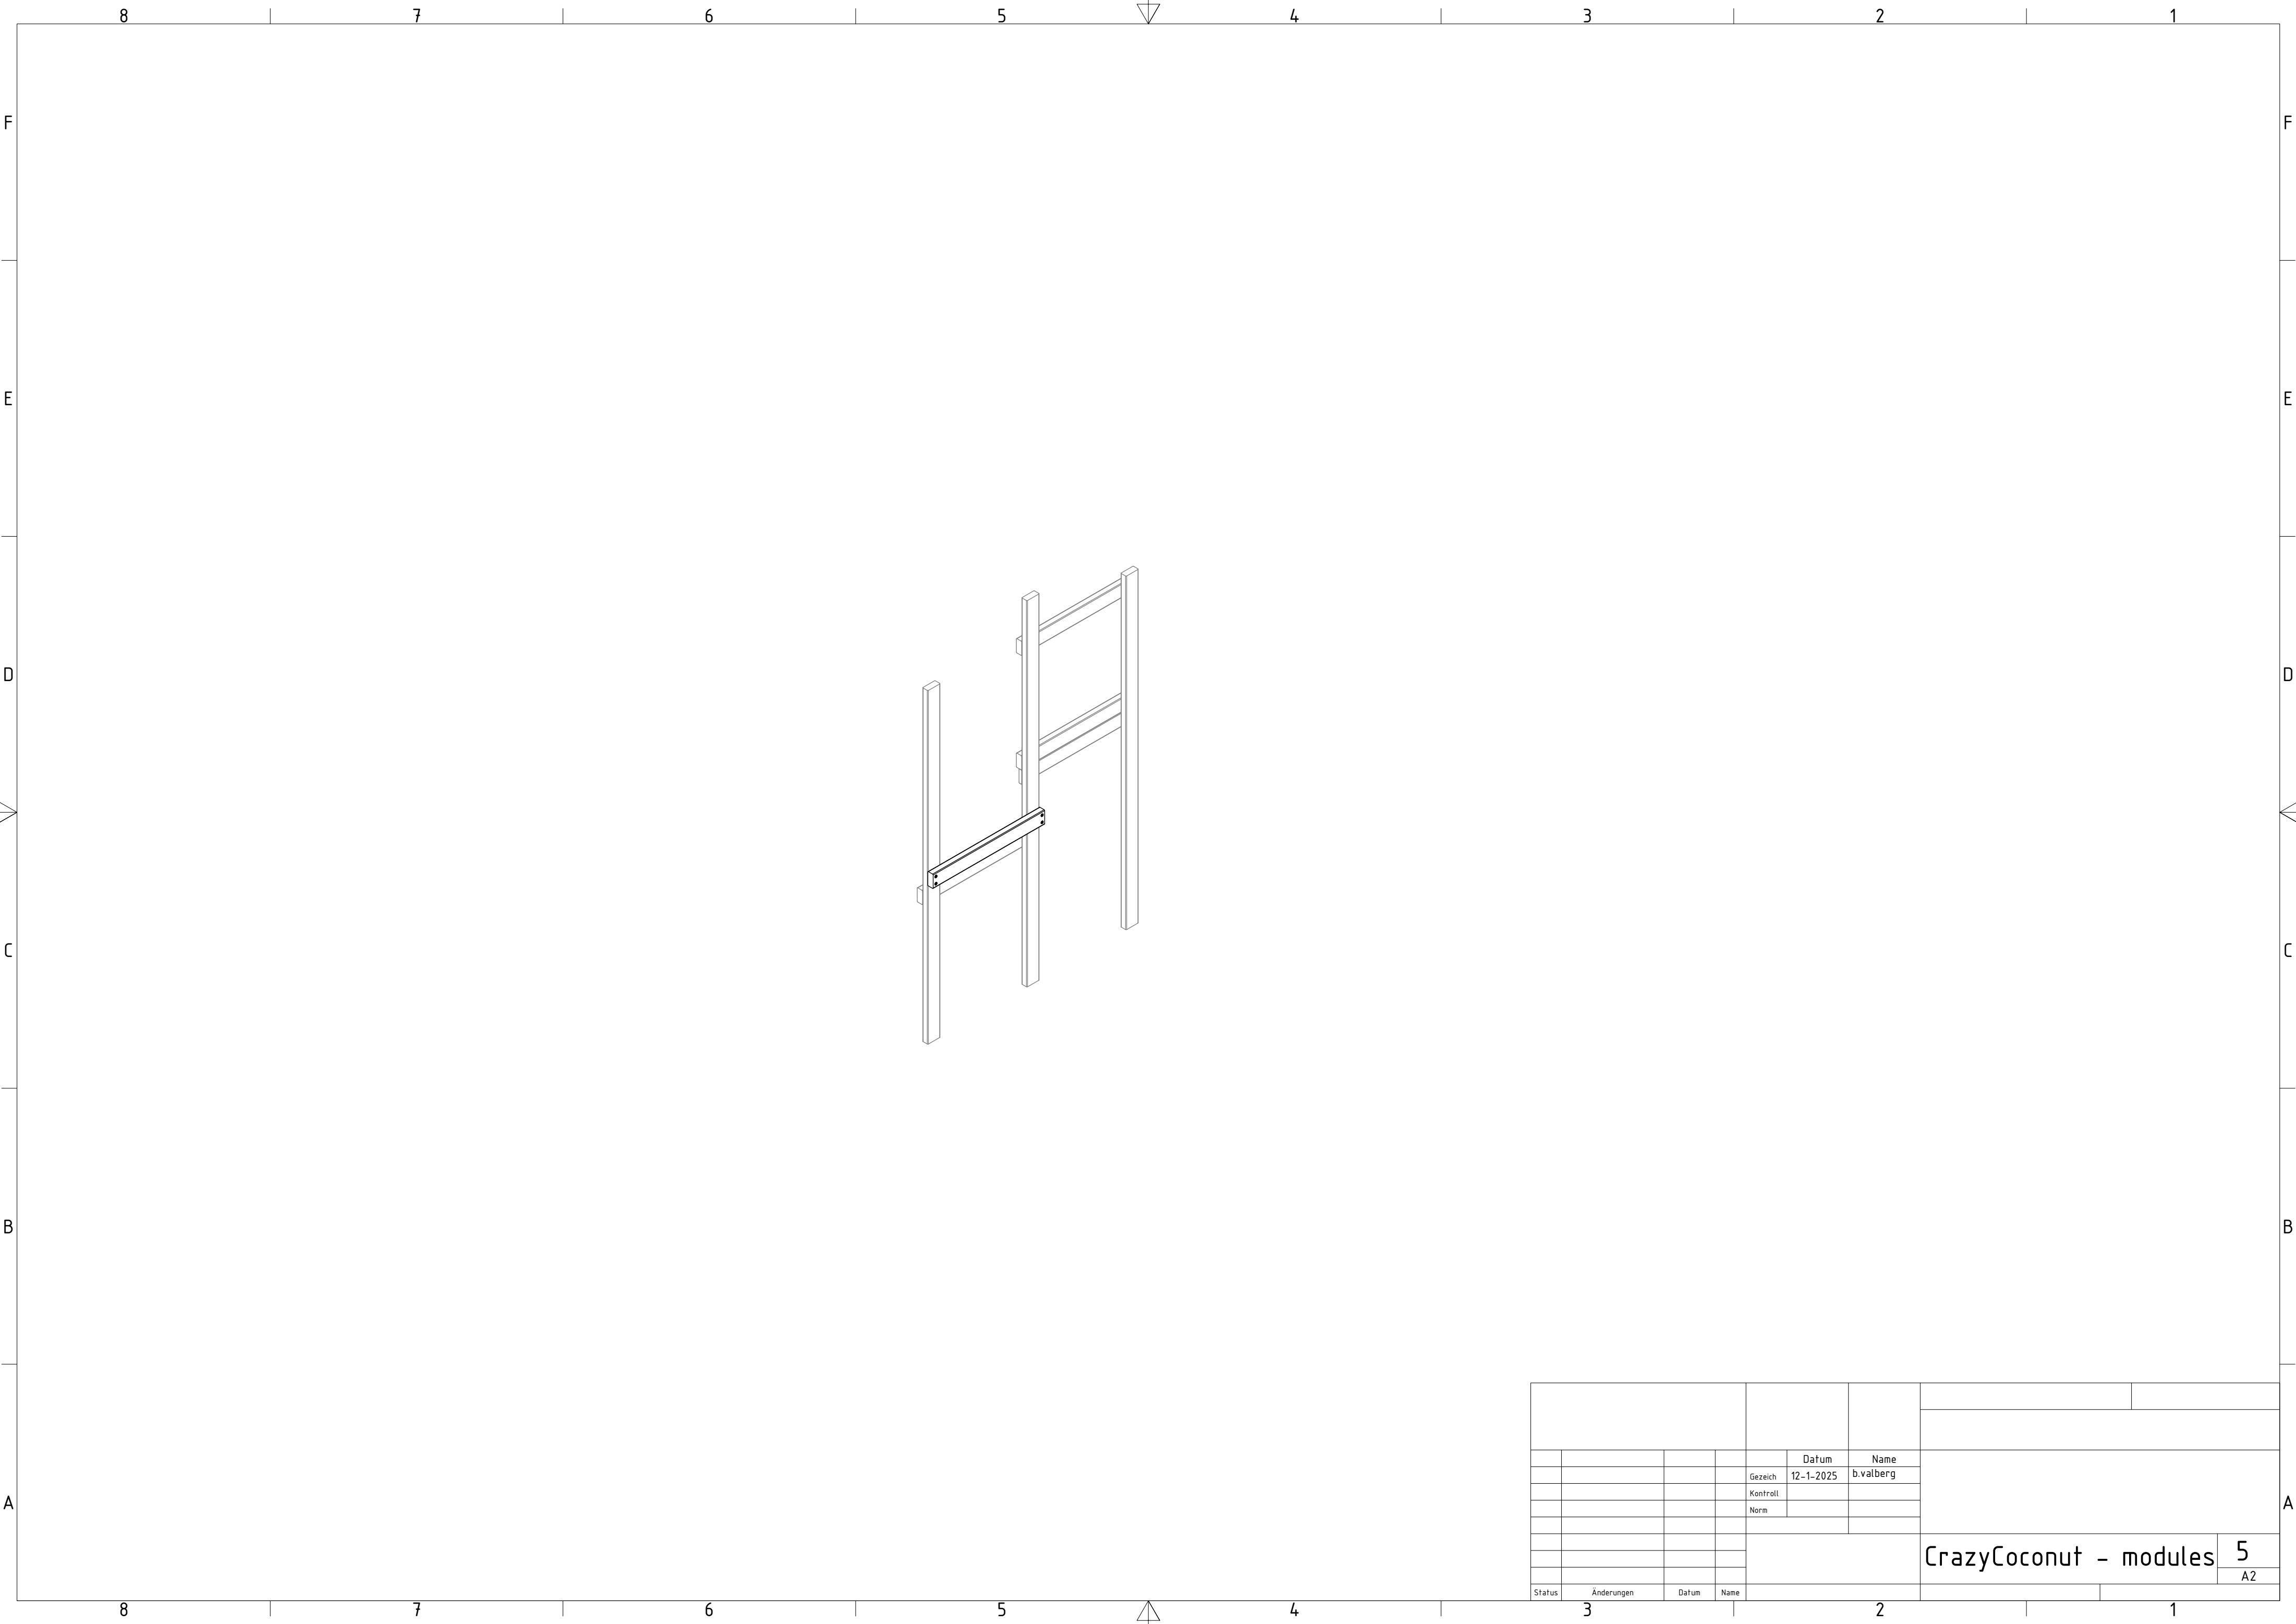 8 7 6 5 4 3 2 1
F F
E E
D D
C C
B B
A A
Datum Name
Gezeich 12-1-2025 b.valberg
Kontroll
Norm
CrazyCoconut - modules 5
A2
Status Änderungen Datum Name
8 7 6 5 4 3 2 1